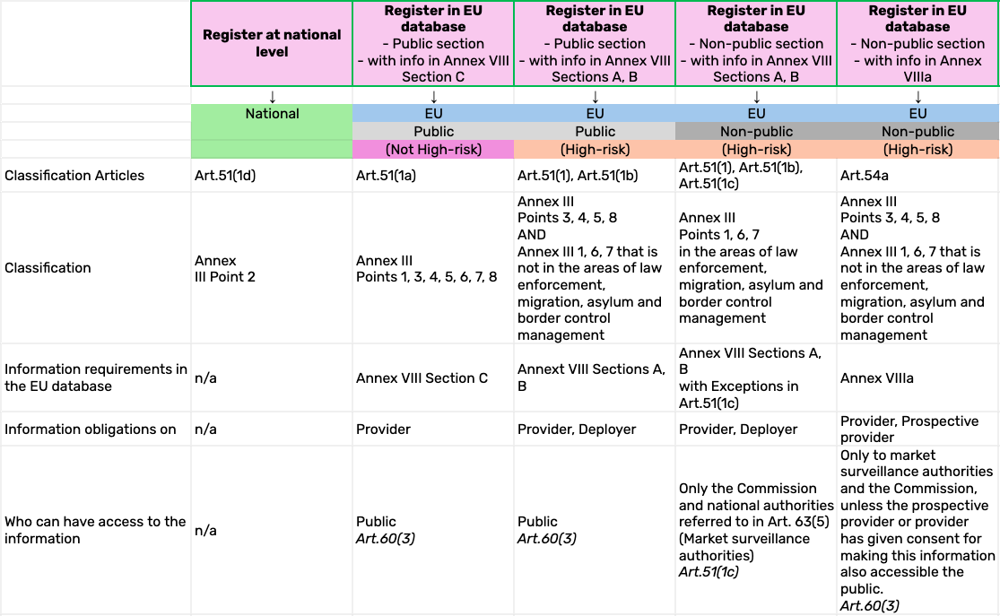 Register at national
level
Register in EU
database
- Public section
- with info in Annex VIII
Section C
Register in EU
database
- Public section
- with info in Annex VIII
Sections A, B
Register in EU
database
- Non-public section
- with info in Annex VIII
Sections A, B
Register in EU
database
- Non-public section
- with info in Annex
VIIIa
↓
↓
↓
↓
↓
National
EU
EU
EU
EU
Public
Public
Non-public
Non-public
(Not High-risk)
(High-risk)
(High-risk)
(High-risk)
Classification Articles
Art.51(1d)
Art.51(1a)
Art.51(1), Art.51(1b)
Art.51(1), Art.51(1b),
Art.51(1c)
Art.54a
Classification
Annex
III Point 2
Annex III
Points 1, 3, 4, 5, 6, 7, 8
Annex III
Points 3, 4, 5, 8
AND
Annex III 1, 6, 7 that is
not in the areas of law
enforcement,
migration, asylum and
border control
management
Annex III
Points 1, 6, 7
in the areas of law
enforcement,
migration, asylum and
border control
management
Annex III
Points 3, 4, 5, 8
AND
Annex III 1, 6, 7 that is
not in the areas of law
enforcement,
migration, asylum and
border control
management
Information requirements in
the EU database
n/a
Annex VIII Section C
Annext VIII Sections A,
B
Annex VIII Sections A,
B
with Exceptions in
Art.51(1c)
Annex VIIIa
Information obligations on
n/a
Provider
Provider, Deployer
Provider, Deployer
Provider, Prospective
provider
Who can have access to the
information
n/a
Public
Art.60(3)
Public
Art.60(3)
Only the Commission
and national authorities
referred to in Art. 63(5)
(Market surveillance
authorities)
Art.51(1c)
Only to market
surveillance authorities
and the Commission,
unless the prospective
provider or provider
has given consent for
making this information
also accessible the
public.
Art.60(3)